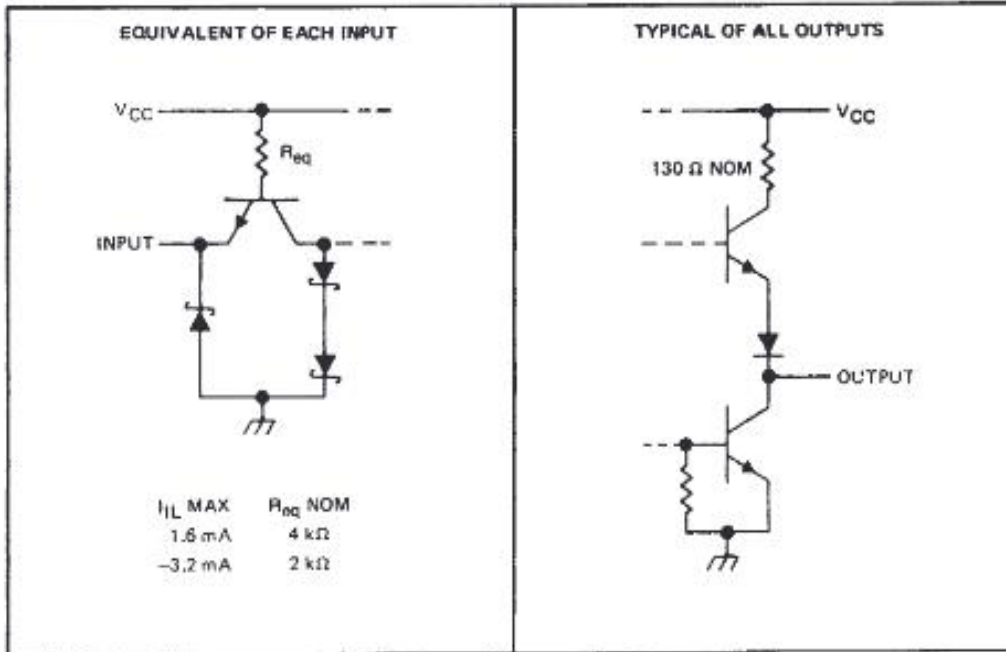 EQUIVALENT OF EACH INPUT
VCC
Req
INPUT
IIL MAX Req NOM
1.6 mA 4 kΩ
–3.2 mA 2 kΩ
TYPICAL OF ALL OUTPUTS
VCC
130 Ω NOM
OUTPUT